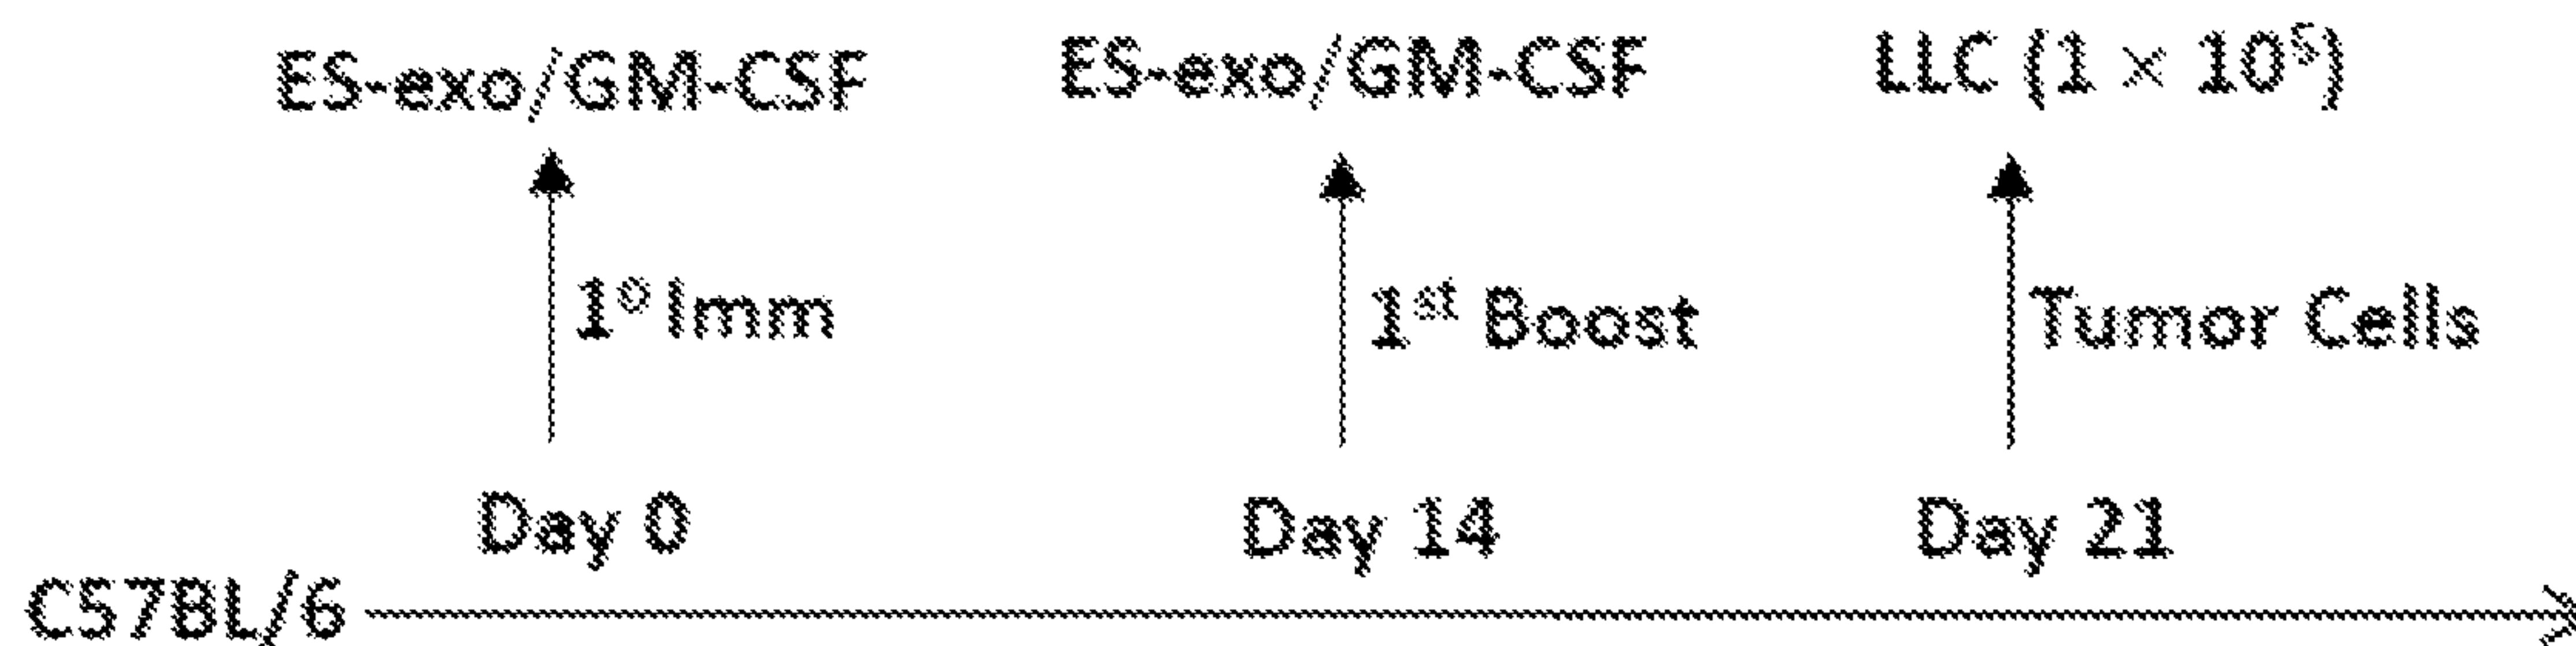 ES-exo/GM-CSF ES-exo/GM-CSF LLC (1 × 10⁵)
1º Imm 1st Boost Tumor Cells
Day 0 Day 14 Day 21
C57BL/6